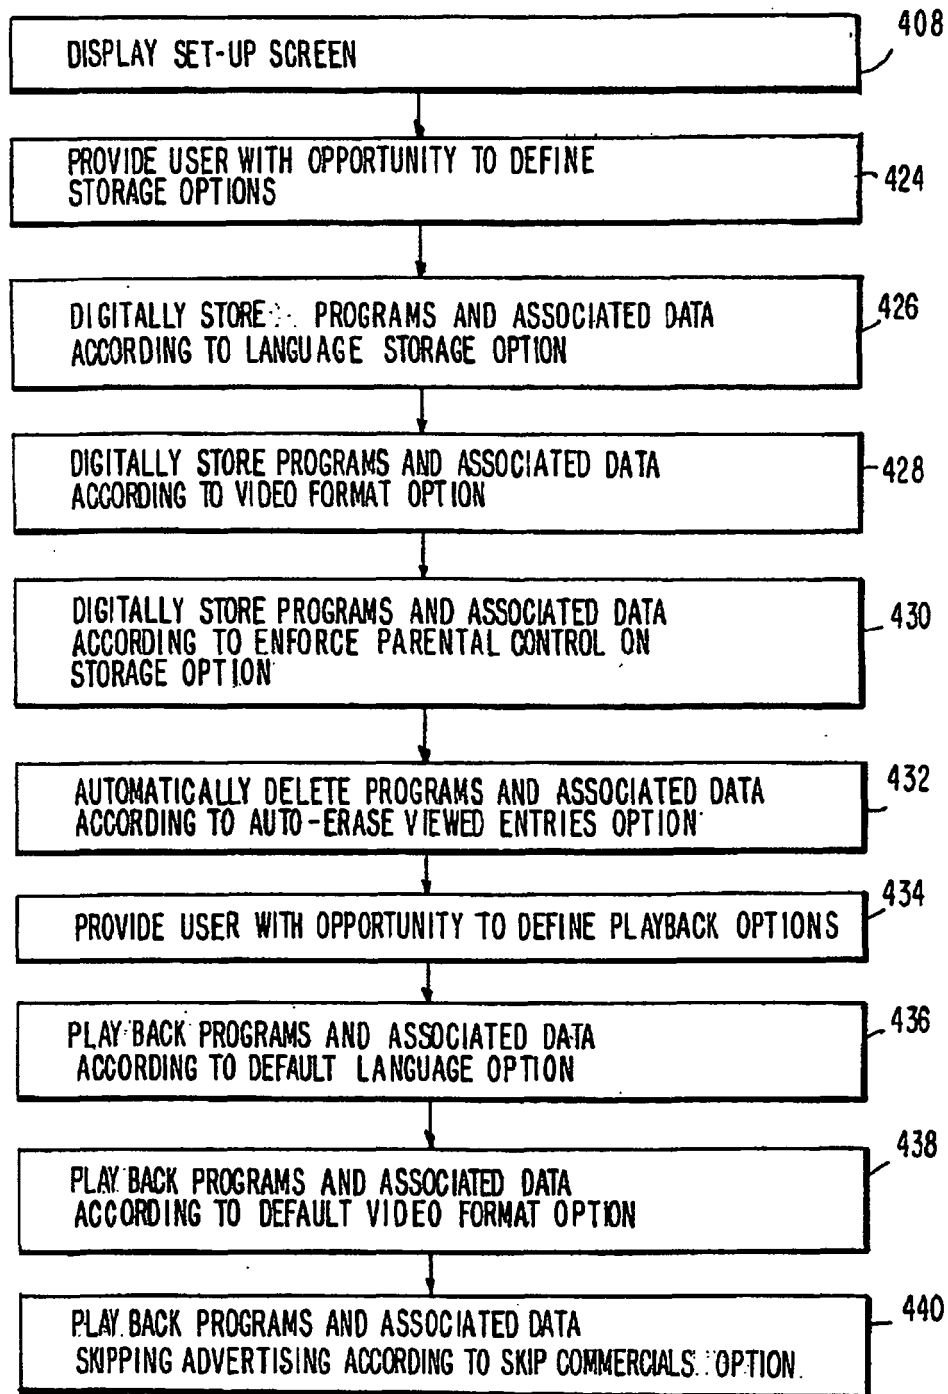 408
DISPLAY SET-UP SCREEN
PROVIDE USER WITH OPPORTUNITY TO DEFINE
STORAGE OPTIONS
424
DIGITALLY STORE PROGRAMS AND ASSOCIATED DATA
ACCORDING TO LANGUAGE STORAGE OPTION
426
DIGITALLY STORE PROGRAMS AND ASSOCIATED DATA
ACCORDING TO VIDEO FORMAT OPTION
428
DIGITALLY STORE PROGRAMS AND ASSOCIATED DATA
ACCORDING TO ENFORCE PARENTAL CONTROL ON
STORAGE OPTION
430
AUTOMATICALLY DELETE PROGRAMS AND ASSOCIATED DATA
ACCORDING TO AUTO-ERASE VIEWED ENTRIES OPTION
432
PROVIDE USER WITH OPPORTUNITY TO DEFINE PLAYBACK OPTIONS
434
PLAY BACK PROGRAMS AND ASSOCIATED DATA
ACCORDING TO DEFAULT LANGUAGE OPTION
436
PLAY BACK PROGRAMS AND ASSOCIATED DATA
ACCORDING TO DEFAULT VIDEO FORMAT OPTION
438
PLAY BACK PROGRAMS AND ASSOCIATED DATA
SKIPPING ADVERTISING ACCORDING TO SKIP COMMERCIALS OPTION
440